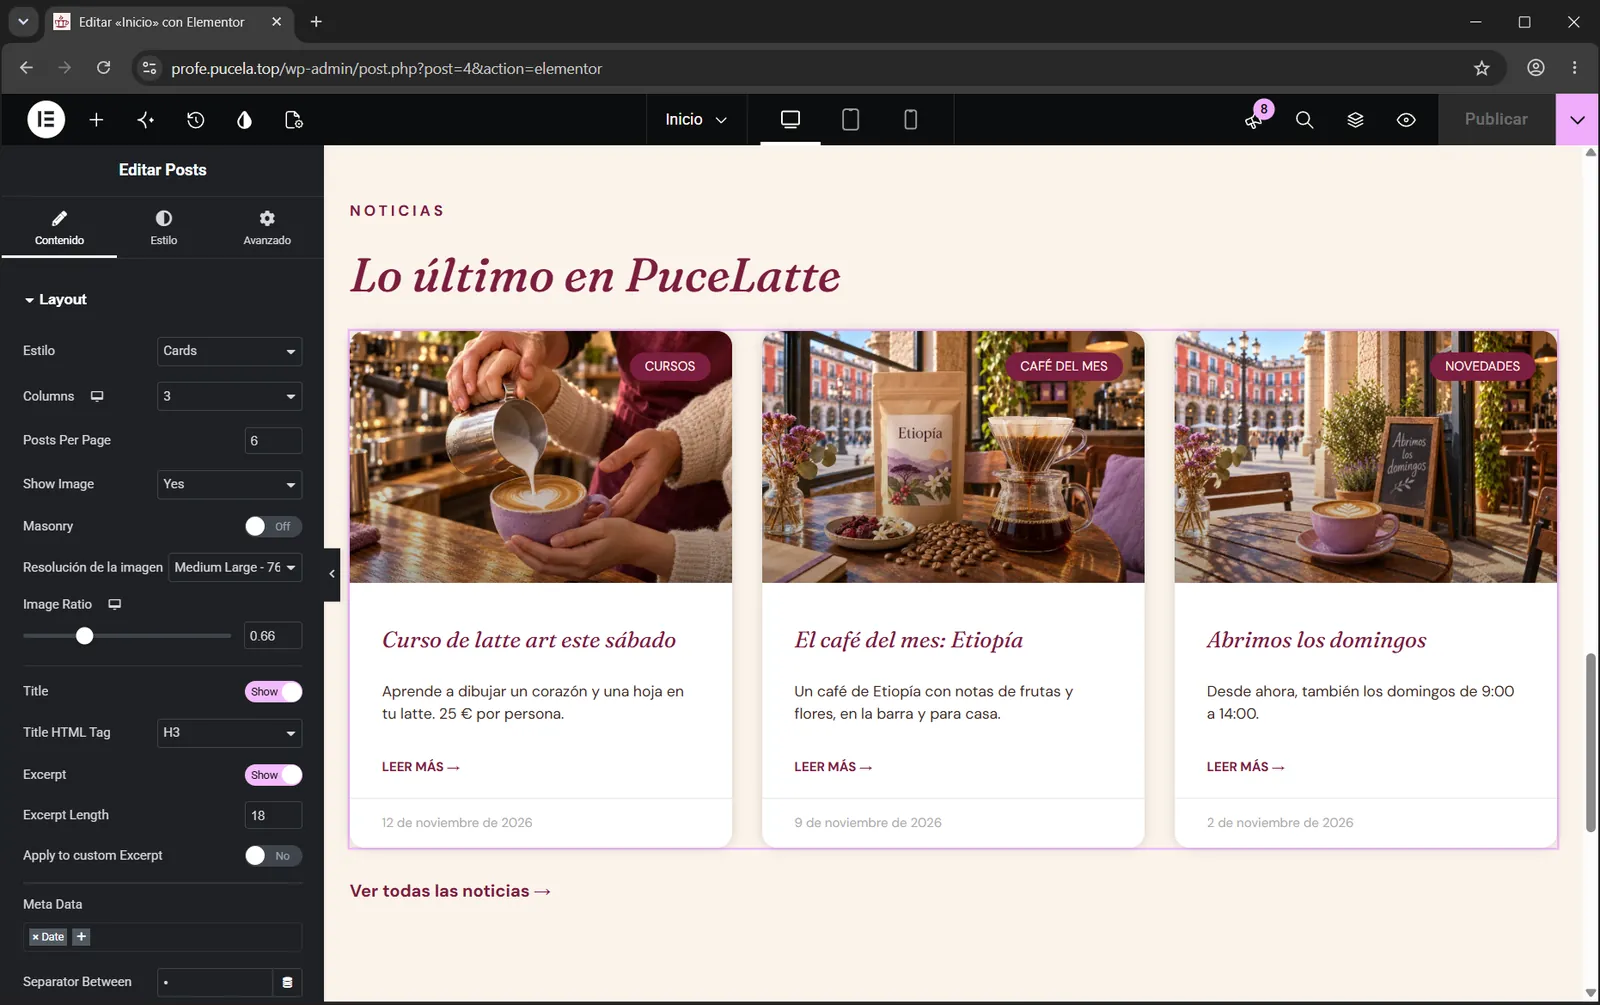 Editar «Inicio» con Elementor
profe.pucela.top/wp-admin/post.php?post=4&action=elementor
Inicio
8
Publicar
Editar Posts
Contenido
Estilo
Avanzado
Layout
Estilo
Cards
Columns
3
Posts Per Page
6
Show Image
Yes
Masonry
Off
Resolución de la imagen
Medium Large - 76
Image Ratio
0.66
Title
Show
Title HTML Tag
H3
Excerpt
Show
Excerpt Length
18
Apply to custom Excerpt
No
Meta Data
× Date
Separator Between
•
NOTICIAS
Lo último en PuceLatte
CURSOS
Curso de latte art este sábado
Aprende a dibujar un corazón y una hoja en
tu latte. 25 € por persona.
LEER MÁS →
12 de noviembre de 2026
CAFÉ DEL MES
Etiopía
El café del mes: Etiopía
Un café de Etiopía con notas de frutas y
flores, en la barra y para casa.
LEER MÁS →
9 de noviembre de 2026
NOVEDADES
Abrimos
los
domingos
Abrimos los domingos
Desde ahora, también los domingos de 9:00
a 14:00.
LEER MÁS →
2 de noviembre de 2026
Ver todas las noticias →